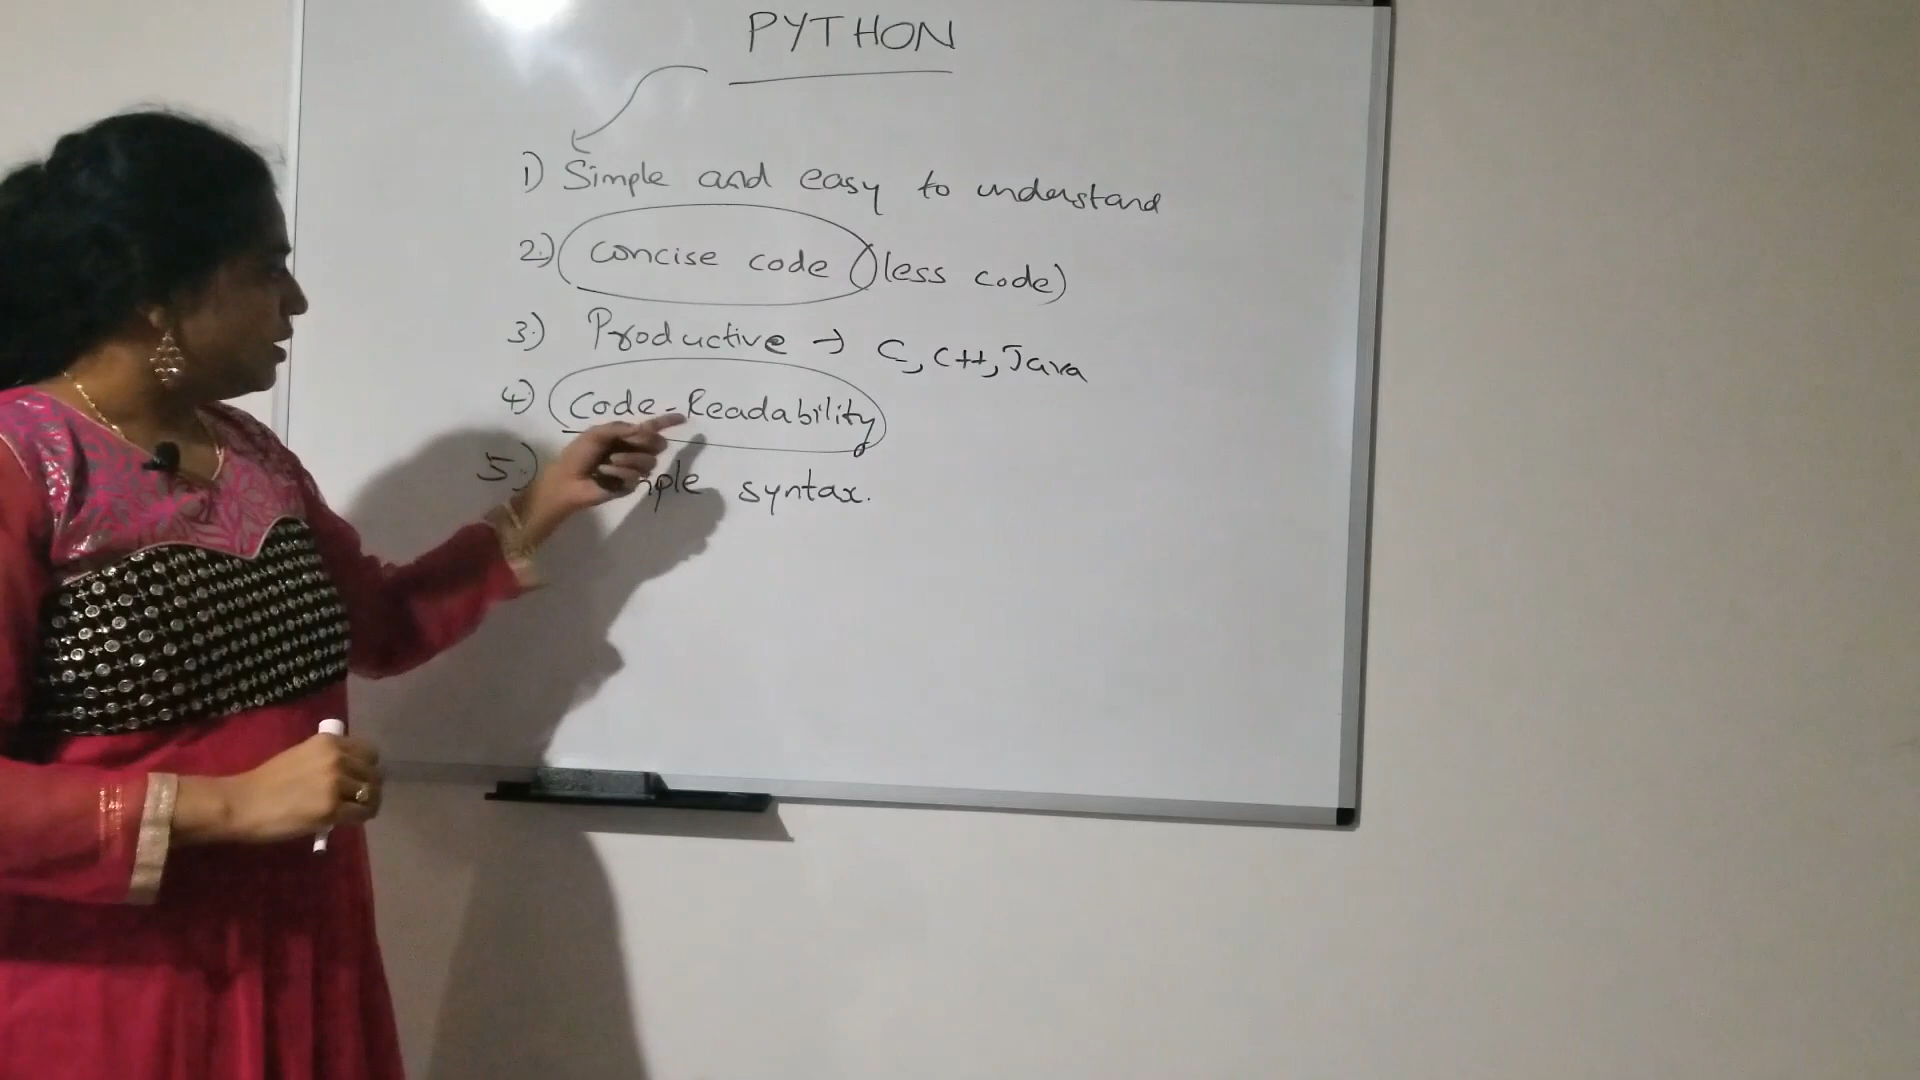 PYTHON
1) Simple and easy to understand
2.) Concise code (less code)
3.) Productive → C, C++, Java
4.) Code-Readability
5.) syntax.